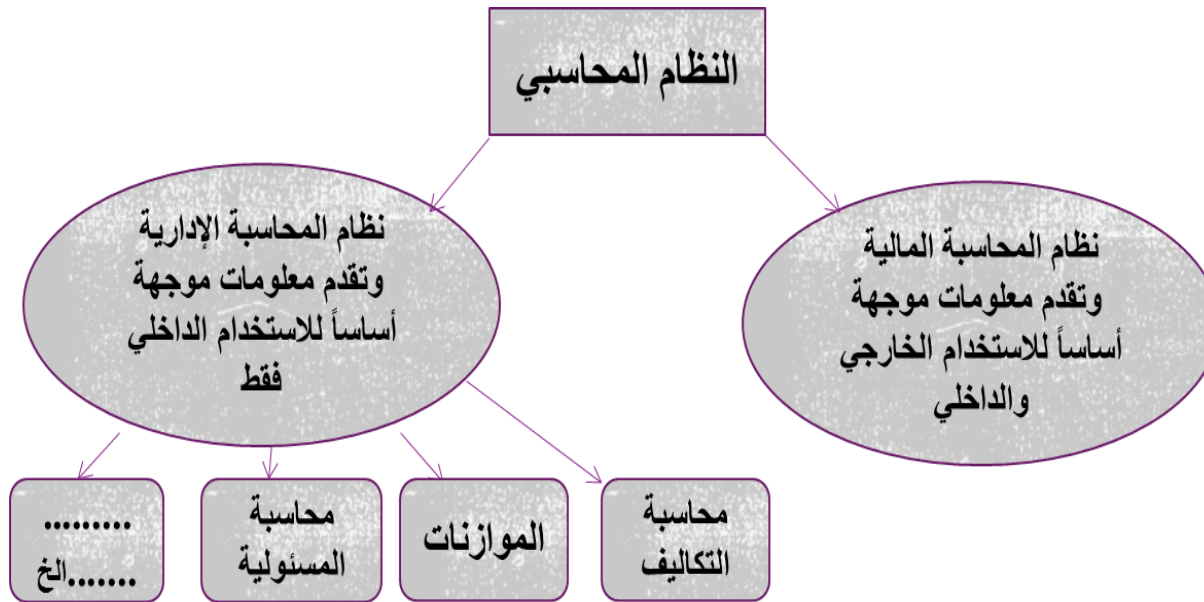 النظام المحاسبي
نظام المحاسبة المالية
وتقدم معلومات موجهة
أساساً للاستخدام الخارجي
والداخلي
نظام المحاسبة الإدارية
وتقدم معلومات موجهة
أساساً للاستخدام الداخلي
فقط
محاسبة
التكاليف
الموازنات
محاسبة
المسئولية
.........
.......الخ